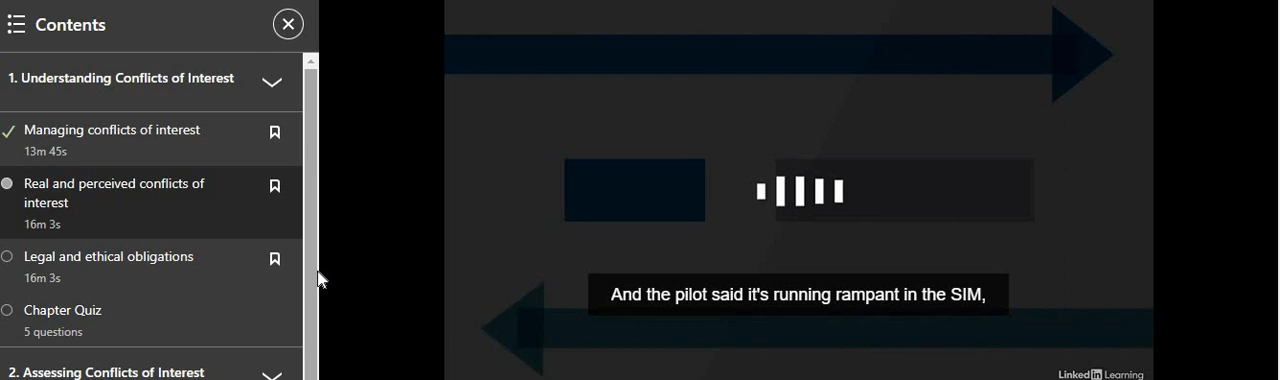 Contents
1. Understanding Conflicts of Interest
Managing conflicts of interest
13m 45s
Real and perceived conflicts of
interest
16m 3s
Legal and ethical obligations
16m 3s
Chapter Quiz
5 questions
2. Assessing Conflicts of Interest
And the pilot said it's running rampant in the SIM,
Linked in Learning